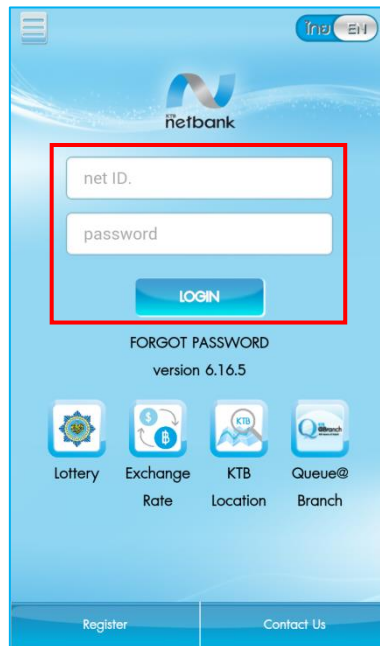 ไทย EN
KTB
netbank
net ID.
password
LOGIN
FORGOT PASSWORD
version 6.16.5
KTB
Lottery Exchange KTB Queue@
Rate Location Branch
Register Contact Us